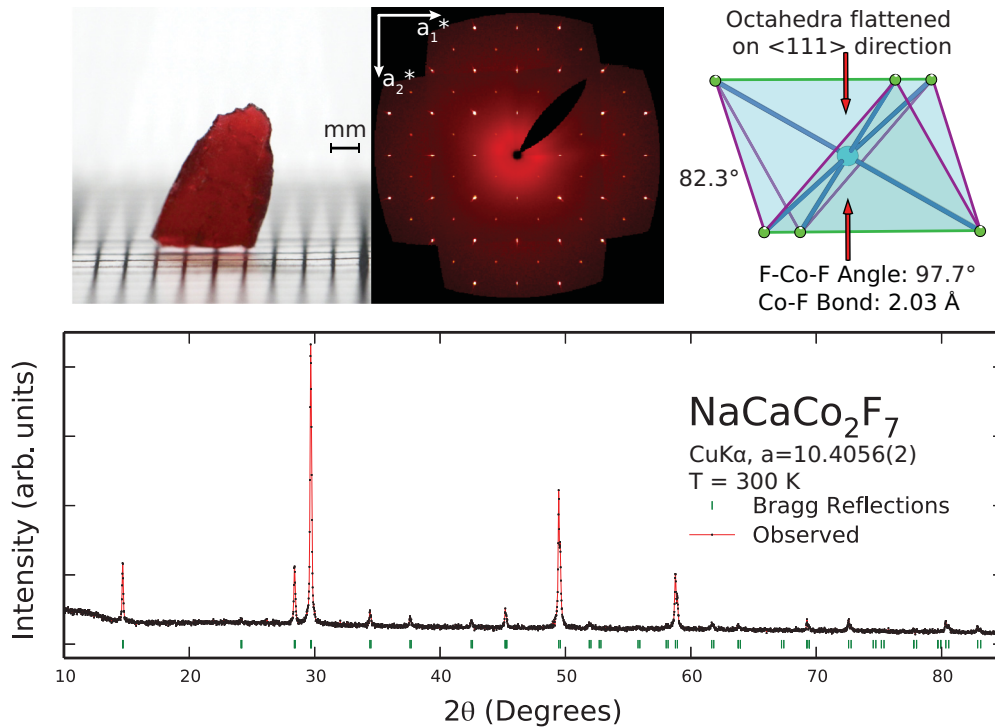 mm
a₁*
a₂*
Octahedra flattened
on <111> direction
82.3°
F-Co-F Angle: 97.7°
Co-F Bond: 2.03 Å
Intensity (arb. units)
NaCaCo₂F₇
CuKα, a=10.4056(2)
T = 300 K
Bragg Reflections
Observed
10 20 30 40 50 60 70 80
2θ (Degrees)